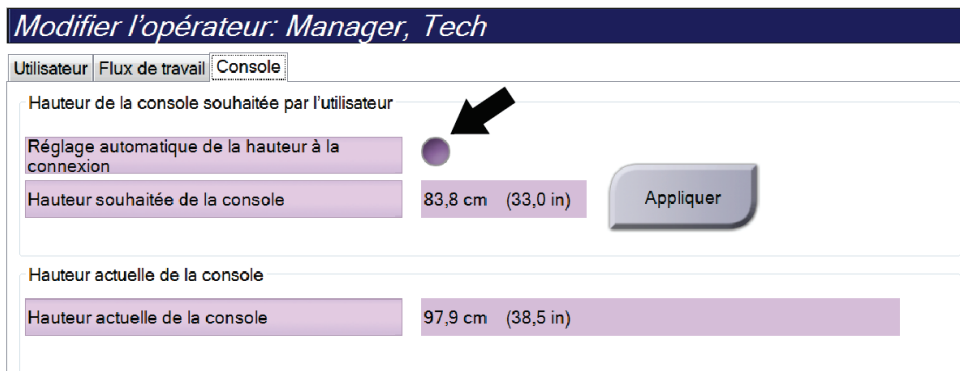 Modifier l'opérateur: Manager, Tech
Utilisateur Flux de travail Console
Hauteur de la console souhaitée par l'utilisateur
Réglage automatique de la hauteur à la
connexion
Hauteur souhaitée de la console 83,8 cm (33,0 in) Appliquer
Hauteur actuelle de la console
Hauteur actuelle de la console 97,9 cm (38,5 in)